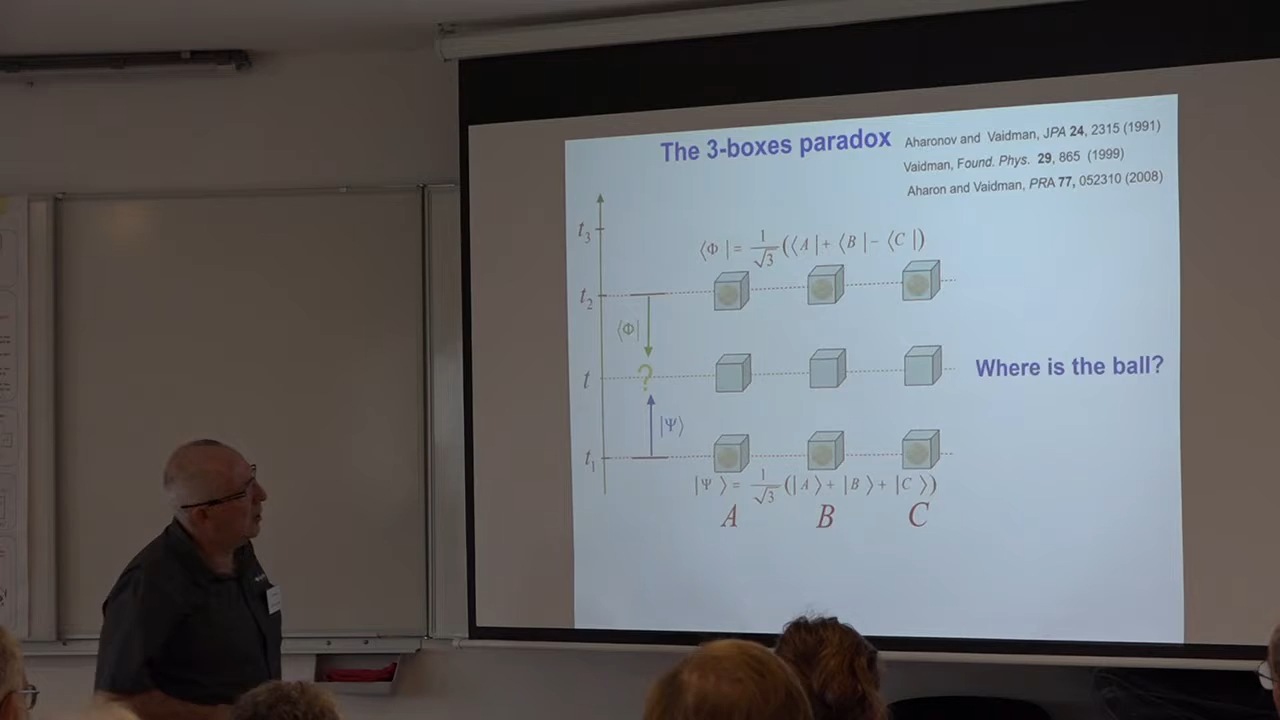 The 3-boxes paradox
Aharonov and Vaidman, JPA 24, 2315 (1991)
Vaidman, Found. Phys. 29, 865 (1999)
Aharon and Vaidman, PRA 77, 052310 (2008)
t₃
⟨Φ| = 1/√3 (⟨A| + ⟨B| − ⟨C|)
t₂
⟨Φ|
t ? Where is the ball?
|Ψ⟩
t₁
|Ψ⟩ = 1/√3 (|A⟩ + |B⟩ + |C⟩)
A B C